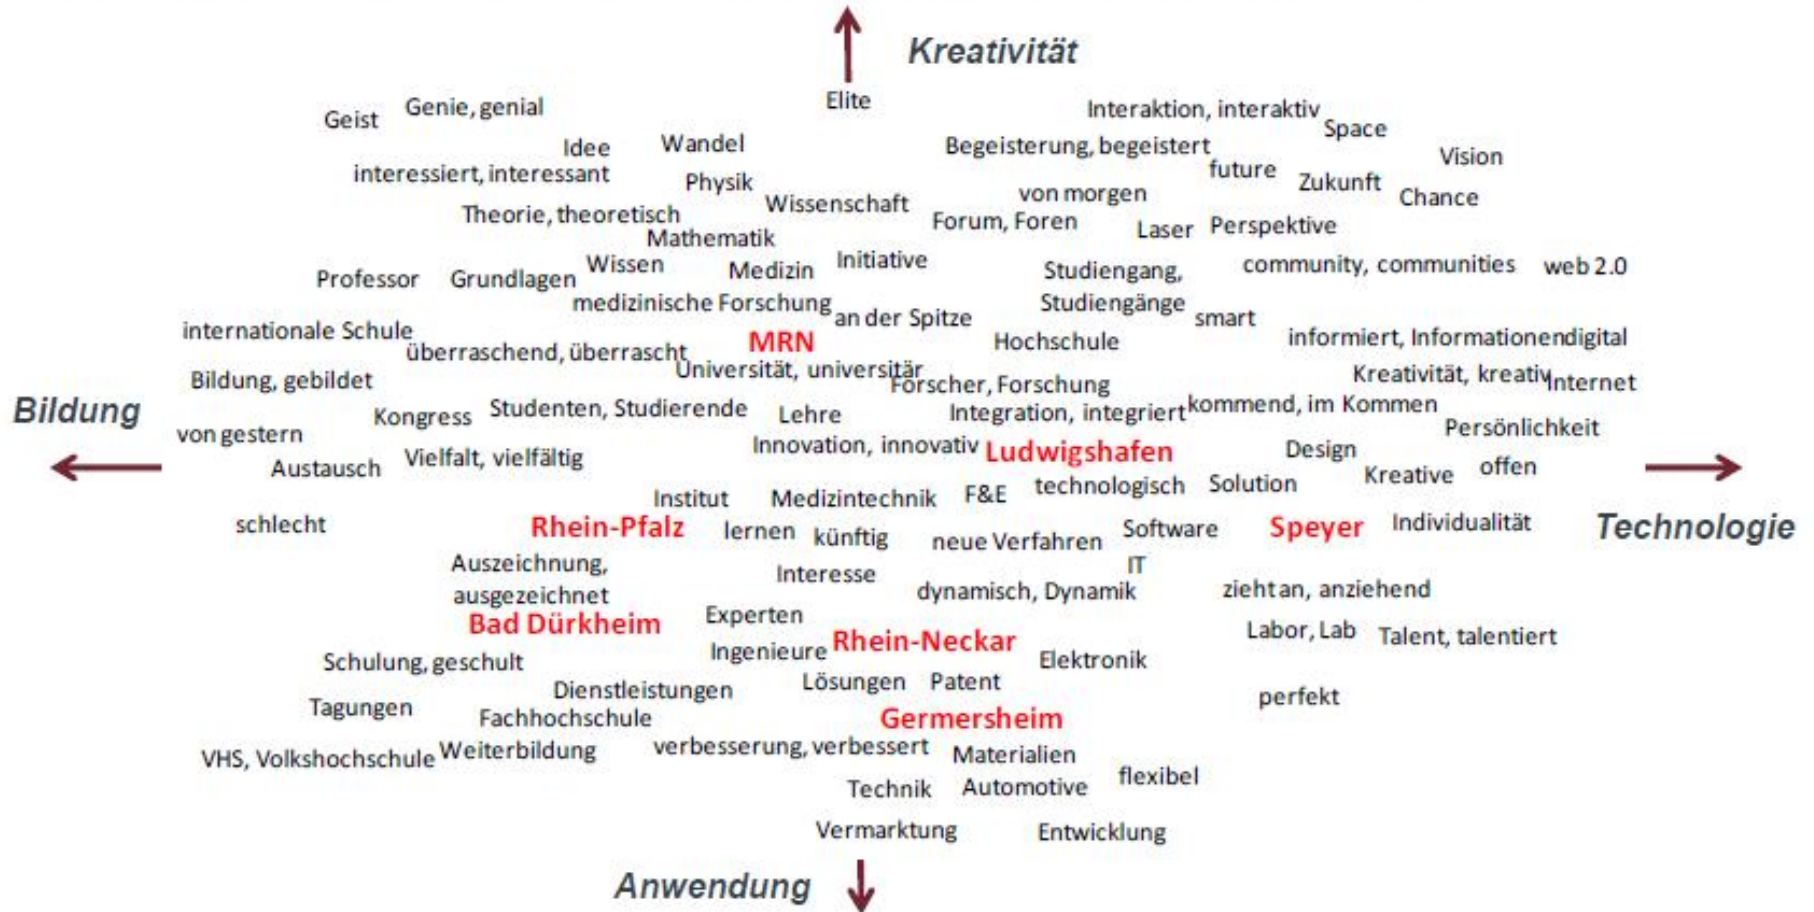 Kreativität
Elite
Geist
Genie, genial
Interaktion, interaktiv
Space
Idee
Wandel
Begeisterung, begeistert
Vision
interessiert, interessant
Physik
future
Zukunft
Wissenschaft
von morgen
Chance
Theorie, theoretisch
Forum, Foren
Laser
Perspektive
Mathematik
Wissen
Medizin
Initiative
Studiengang,
Studiengänge
community, communities
web 2.0
Professor
Grundlagen
medizinische Forschung
an der Spitze
smart
internationale Schule
überraschend, überrascht
MRN
Hochschule
informiert, Informationendigital
Universität, universitär
Bildung, gebildet
Forscher, Forschung
Kreativität, kreativ
Internet
Bildung
Kongress
Studenten, Studierende
Lehre
Integration, integriert
kommend, im Kommen
von gestern
Innovation, innovativ
Ludwigshafen
Persönlichkeit
Austausch
Vielfalt, vielfältig
Design
Kreative
offen
Institut
Medizintechnik
F&E
technologisch
Solution
schlecht
Rhein-Pfalz
lernen
künftig
neue Verfahren
Software
Speyer
Individualität
Technologie
Auszeichnung,
ausgezeichnet
Interesse
IT
dynamisch, Dynamik
zieht an, anziehend
Bad Dürkheim
Experten
Ingenieure
Rhein-Neckar
Labor, Lab
Talent, talentiert
Schulung, geschult
Elektronik
Dienstleistungen
Lösungen
Patent
perfekt
Tagungen
Fachhochschule
Germersheim
VHS, Volkshochschule
Weiterbildung
verbesserung, verbessert
Materialien
Technik
Automotive
flexibel
Vermarktung
Entwicklung
Anwendung